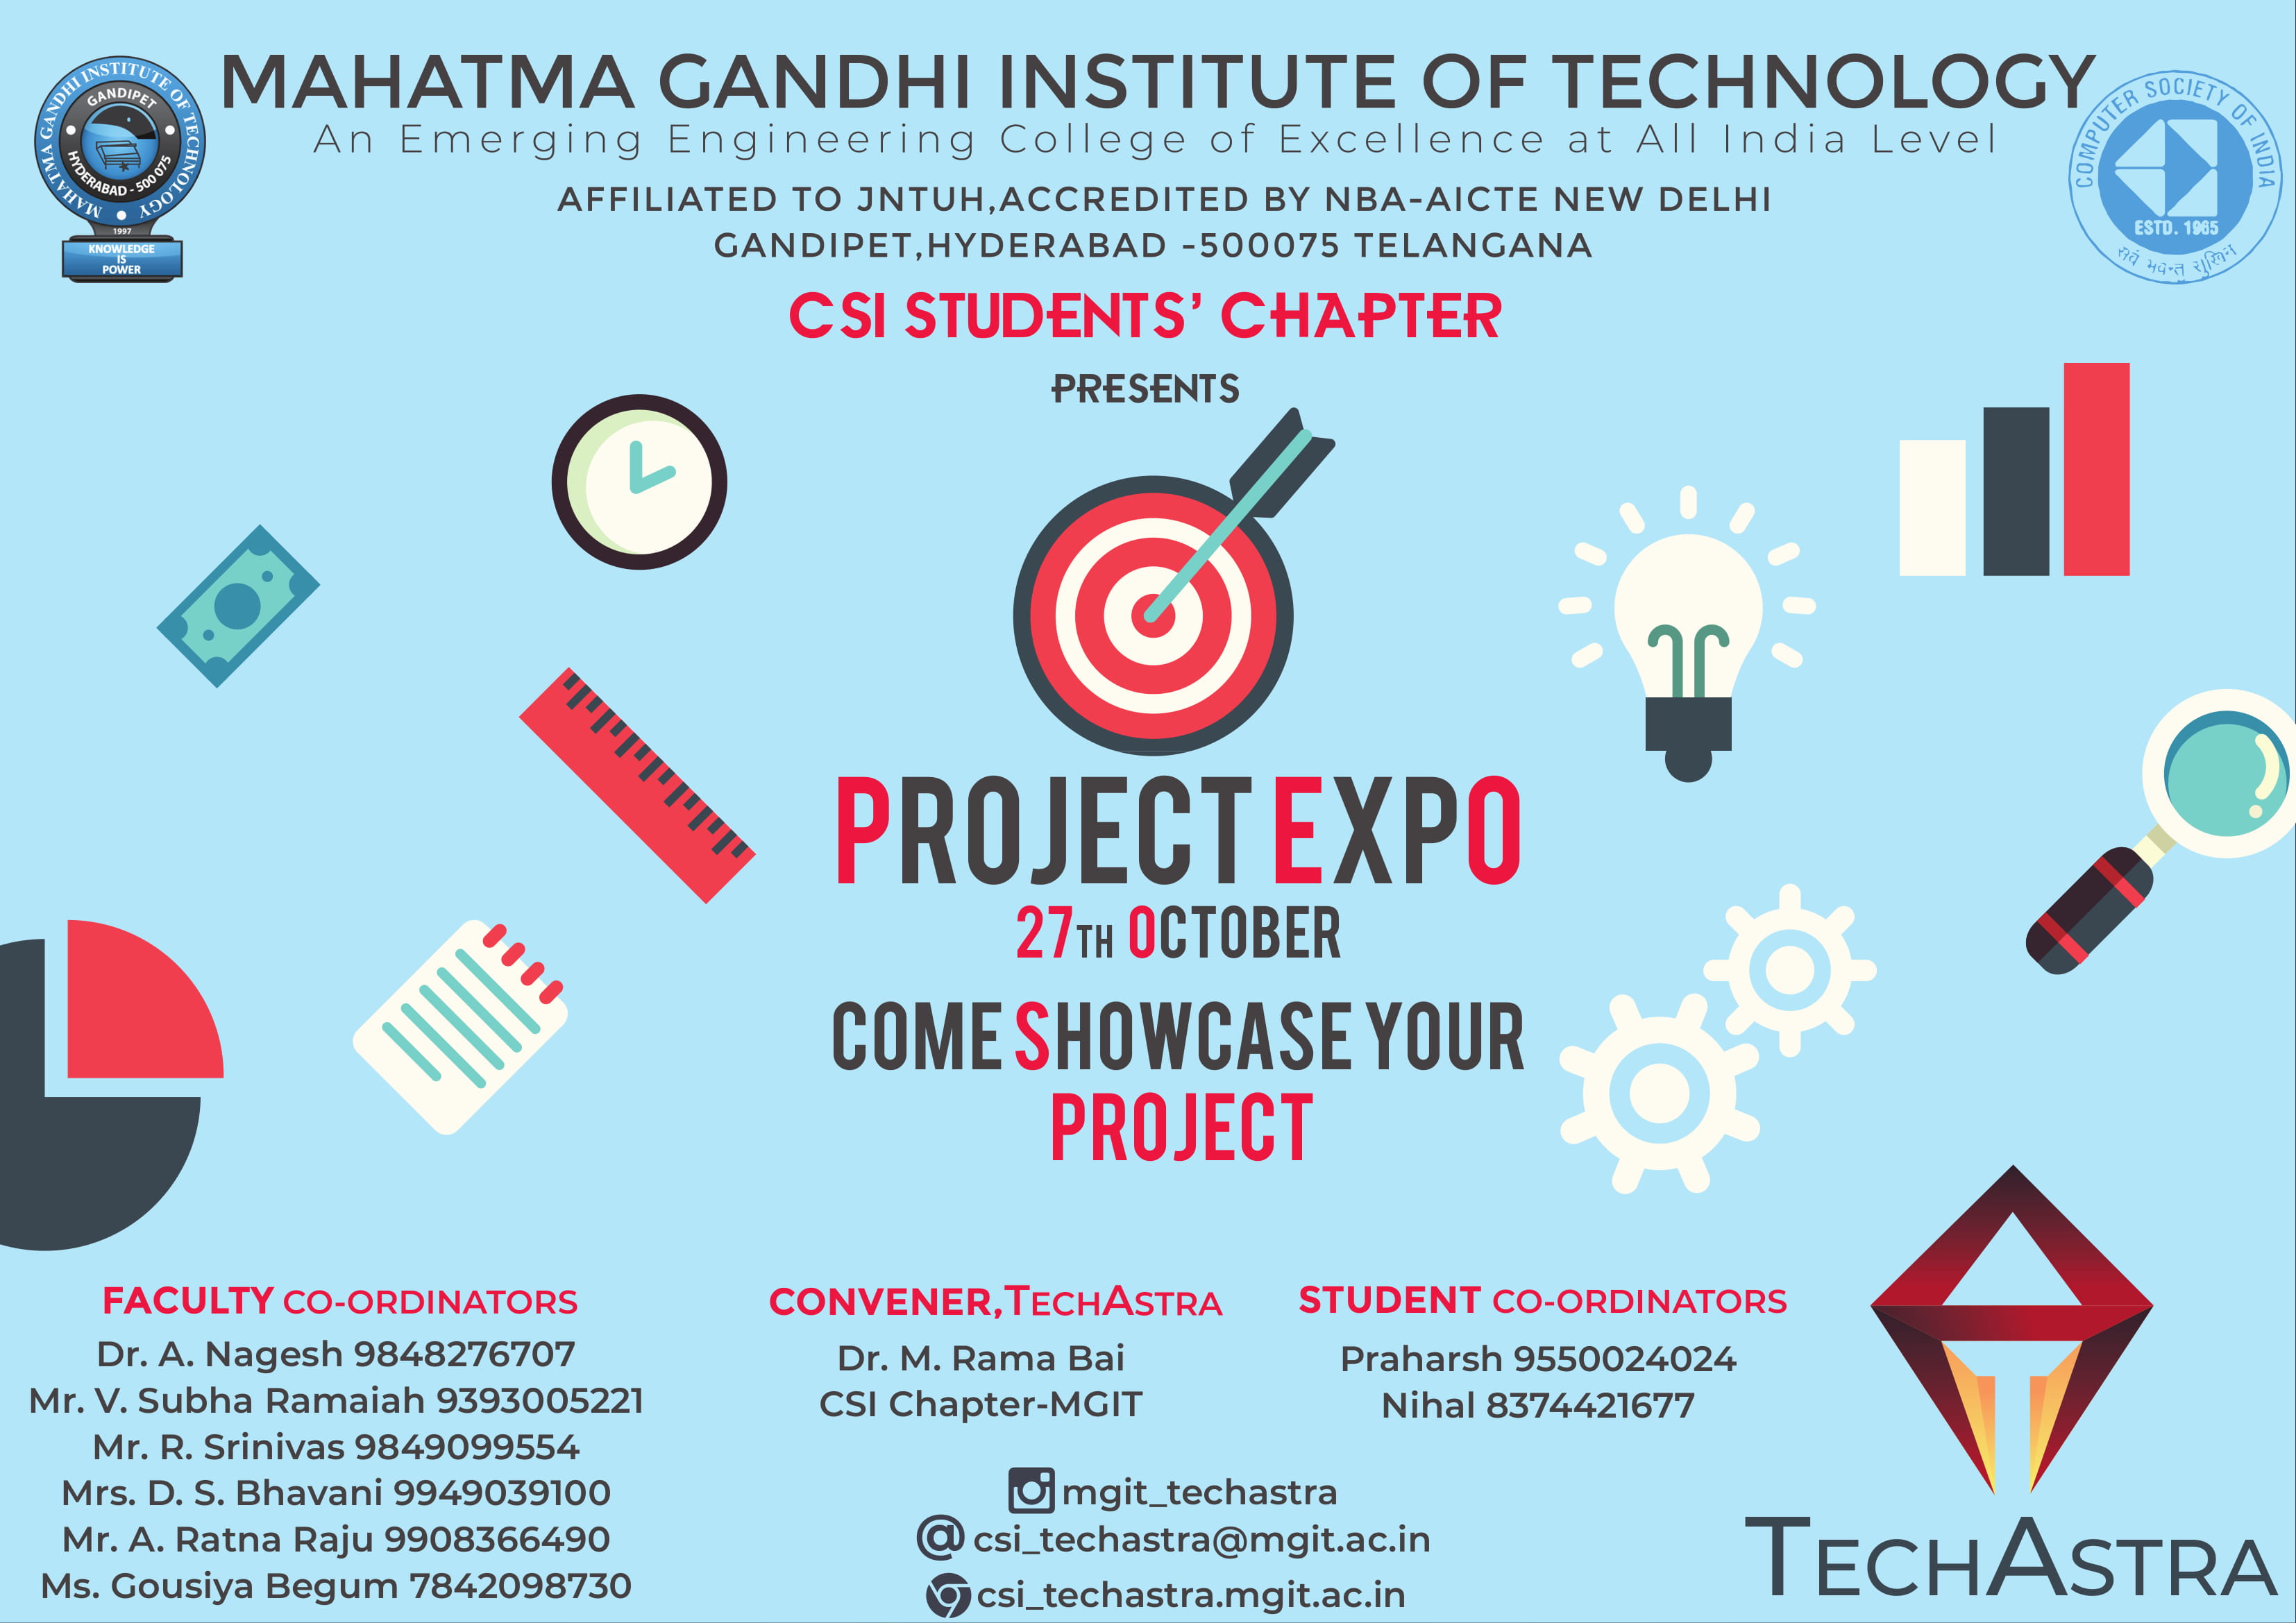 MAHATMA GANDHI INSTITUTE OF TECHNOLOGY
An Emerging Engineering College of Excellence at All India Level
AFFILIATED TO JNTUH,ACCREDITED BY NBA-AICTE NEW DELHI
GANDIPET,HYDERABAD -500075 TELANGANA
MAHATMA GANDHI INSTITUTE OF TECHNOLOGY
GANDIPET
HYDERABAD - 500 075
1997
KNOWLEDGE
IS
POWER
COMPUTER SOCIETY OF INDIA
ESTD. 1965
CSI STUDENTS' CHAPTER
PRESENTS
PROJECT EXPO
27TH OCTOBER
COME SHOWCASE YOUR
PROJECT
FACULTY CO-ORDINATORS
Dr. A. Nagesh 9848276707
Mr. V. Subha Ramaiah 9393005221
Mr. R. Srinivas 9849099554
Mrs. D. S. Bhavani 9949039100
Mr. A. Ratna Raju 9908366490
Ms. Gousiya Begum 7842098730
CONVENER,TECHASTRA
Dr. M. Rama Bai
CSI Chapter-MGIT
STUDENT CO-ORDINATORS
Praharsh 9550024024
Nihal 8374421677
mgit_techastra
@ csi_techastra@mgit.ac.in
csi_techastra.mgit.ac.in
TECHASTRA